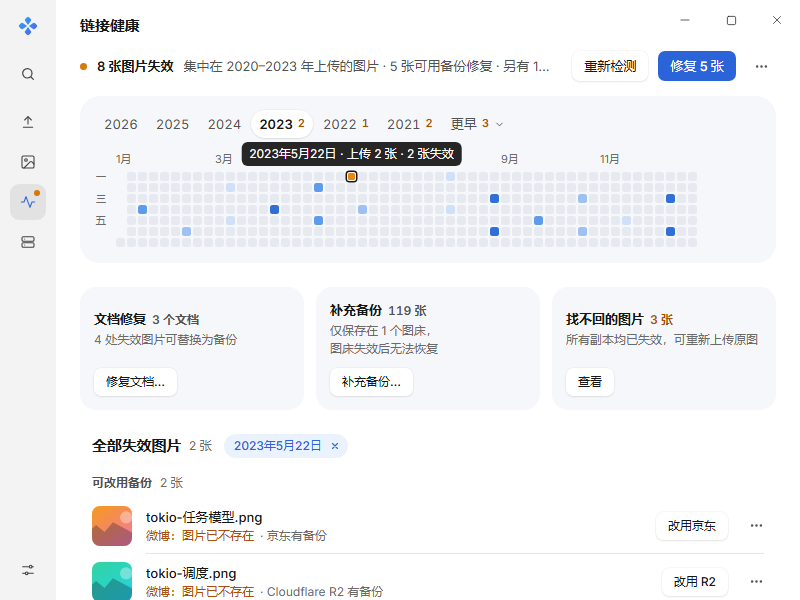 链接健康
8 张图片失效 集中在 2020–2023 年上传的图片 · 5 张可用备份修复 · 另有 1...
重新检测
修复 5 张
2026 2025 2024 2023 2 2022 1 2021 2 更早 3
2023年5月22日 · 上传 2 张 · 2 张失效
1月 3月 9月 11月
一
三
五
文档修复 3 个文档
4 处失效图片可替换为备份
修复文档...
补充备份 119 张
仅保存在 1 个图床，
图床失效后无法恢复
补充备份...
找不回的图片 3 张
所有副本均已失效，可重新上传原图
查看
全部失效图片 2 张 2023年5月22日 ×
可改用备份 2 张
tokio-任务模型.png
微博：图片已不存在 · 京东有备份
改用京东
tokio-调度.png
微博：图片已不存在 · Cloudflare R2 有备份
改用 R2